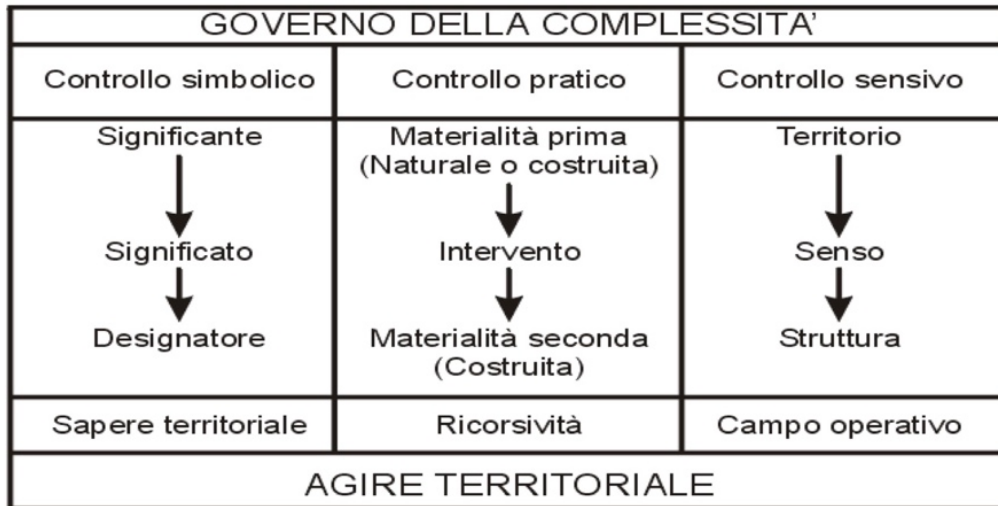 GOVERNO DELLA COMPLESSITA’
Controllo simbolico
Controllo pratico
Controllo sensivo
Significante
Significato
Designatore
Materialità prima
(Naturale o costruita)
Intervento
Materialità seconda
(Costruita)
Territorio
Senso
Struttura
Sapere territoriale
Ricorsività
Campo operativo
AGIRE TERRITORIALE